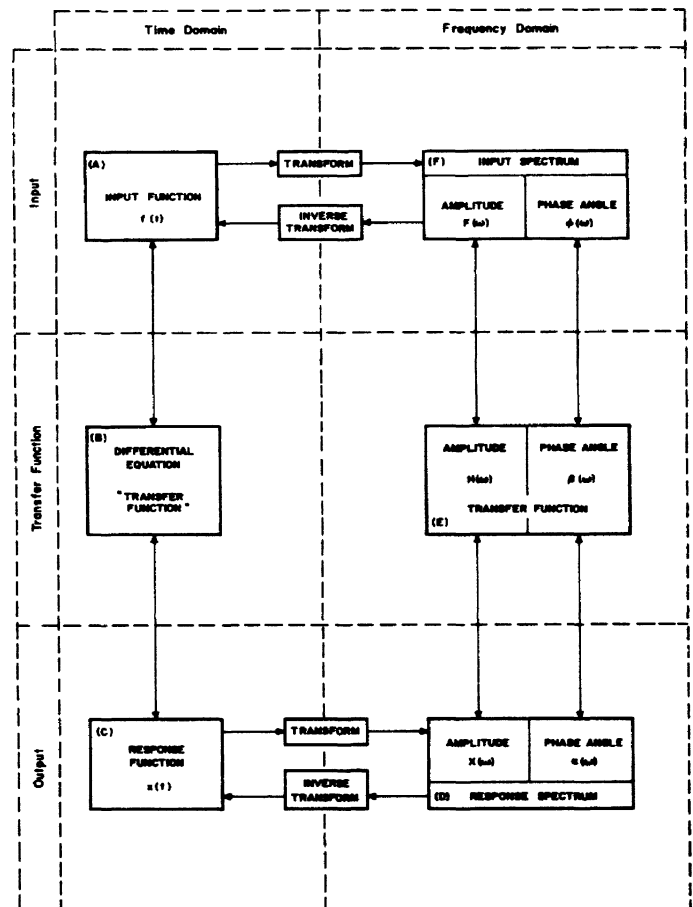 Time Domain
Frequency Domain
Input
(A)
INPUT FUNCTION
f(t)
TRANSFORM
INVERSE
TRANSFORM
(F) INPUT SPECTRUM
AMPLITUDE
F(ω)
PHASE ANGLE
ϕ(ω)
Transfer Function
(B)
DIFFERENTIAL
EQUATION
"TRANSFER
FUNCTION"
AMPLITUDE
H(ω)
PHASE ANGLE
β(ω)
TRANSFER FUNCTION
(E)
Output
(C)
RESPONSE
FUNCTION
x(t)
TRANSFORM
INVERSE
TRANSFORM
AMPLITUDE
X(ω)
PHASE ANGLE
α(ω)
(D) RESPONSE SPECTRUM